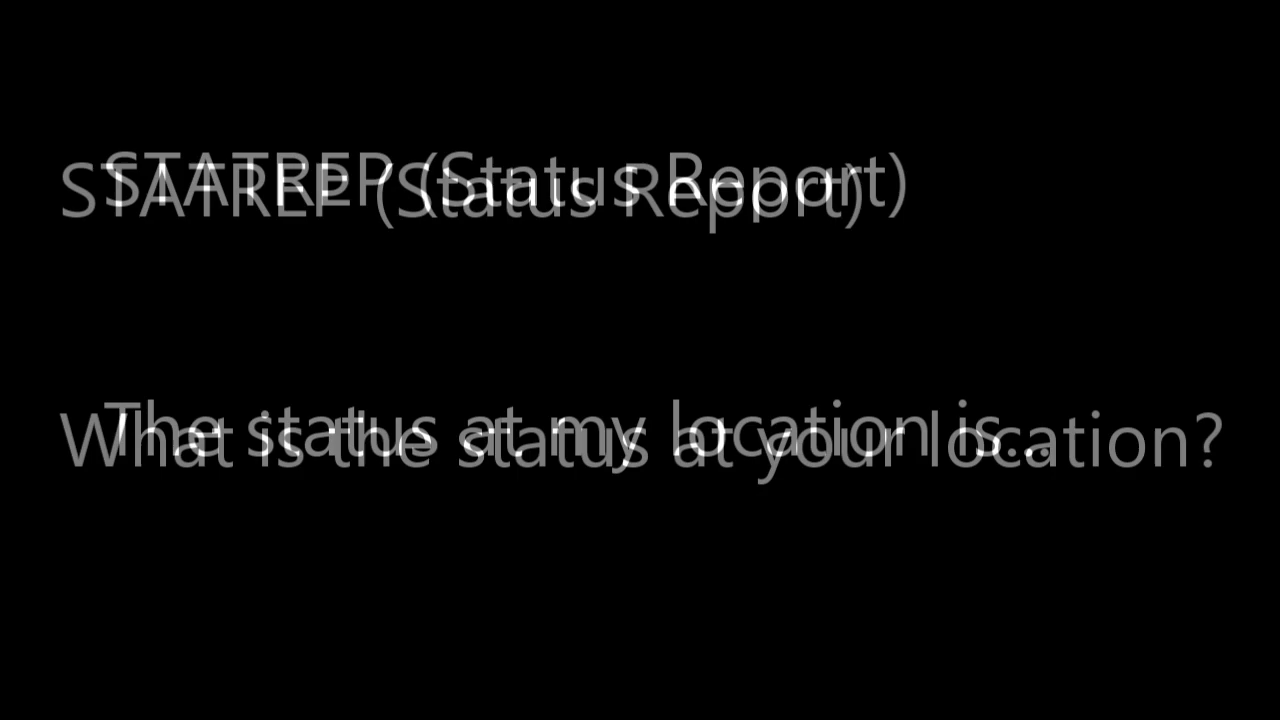 STATREP (Status Report)
STATREP (Status Report)
The status at my location is...
What is the status at your location?